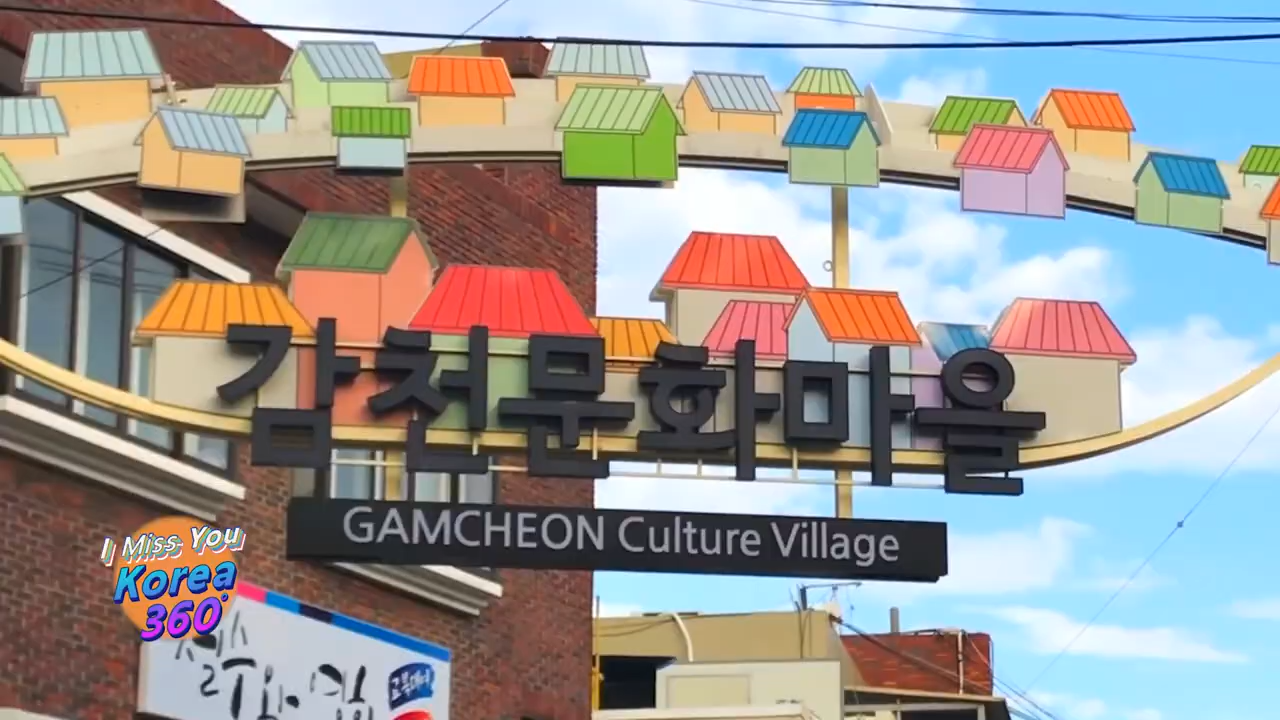 감천문화마을
GAMCHEON Culture Village
I Miss You
Korea
360°